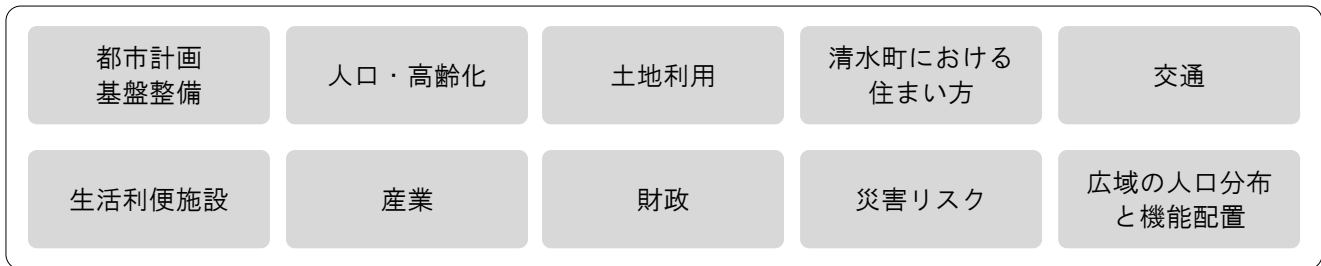 都市計画
基盤整備
人口・高齢化
土地利用
清水町における
住まい方
交通
生活利便施設
産業
財政
災害リスク
広域の人口分布
と機能配置